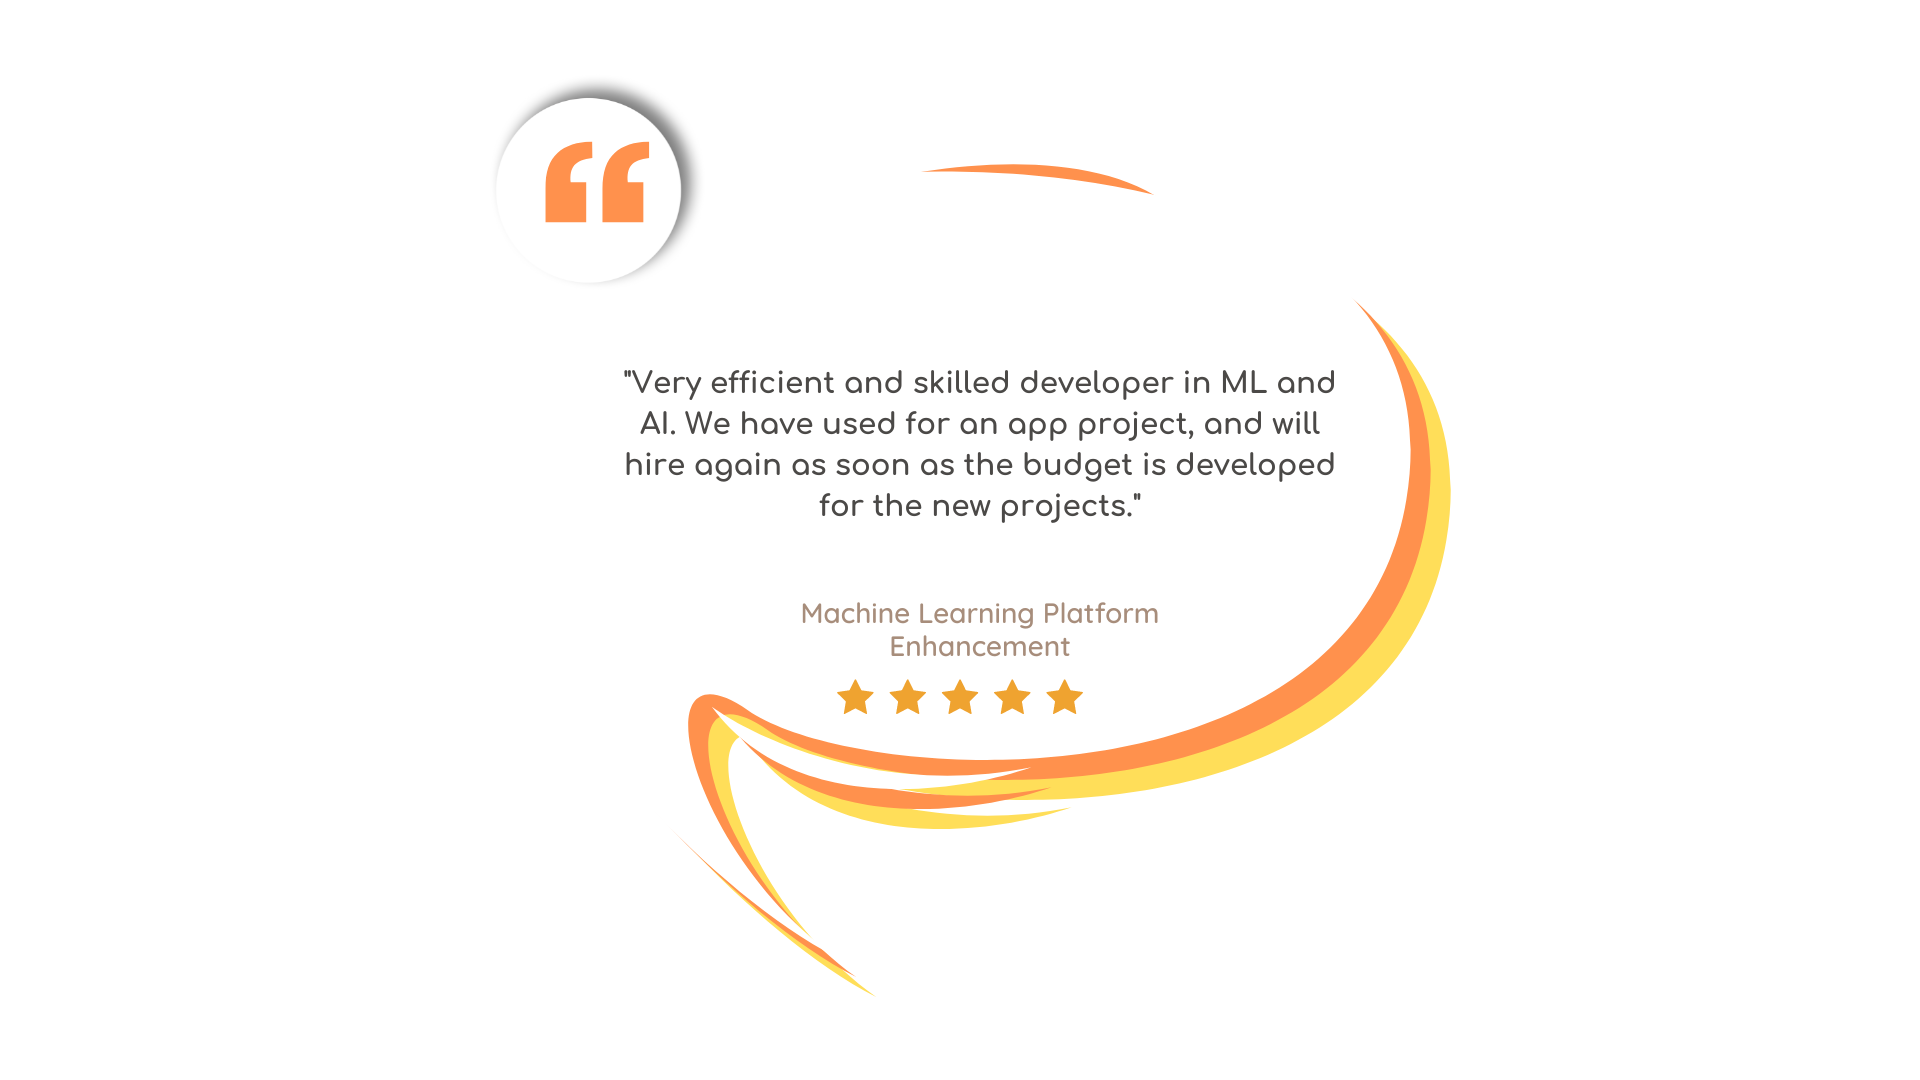 "Very efficient and skilled developer in ML and
AI. We have used for an app project, and will
hire again as soon as the budget is developed
for the new projects."
Machine Learning Platform
Enhancement